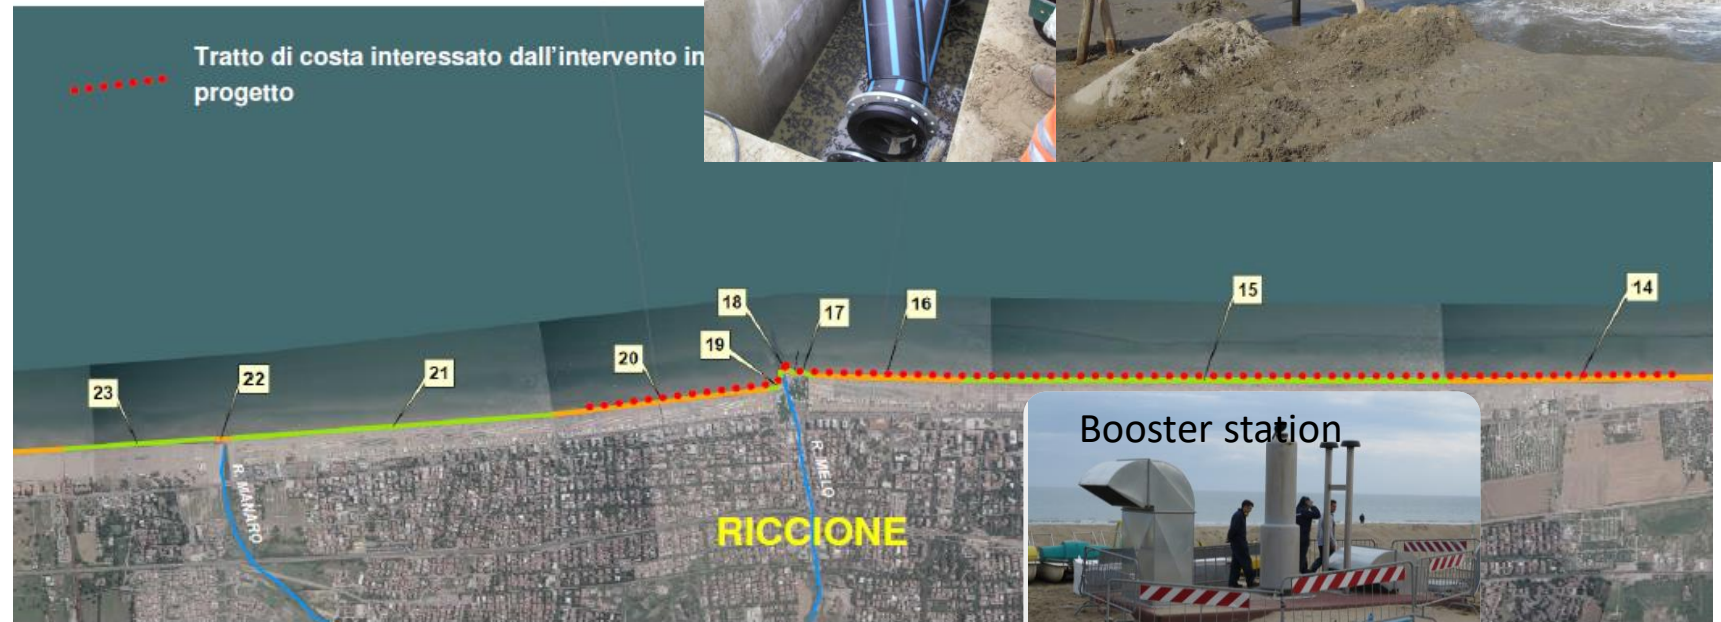 Tratto di costa interessato dall'intervento in
progetto
18
17
16
15
14
19
20
21
22
23
R. MELO
R. MANARO
RICCIONE
Booster station